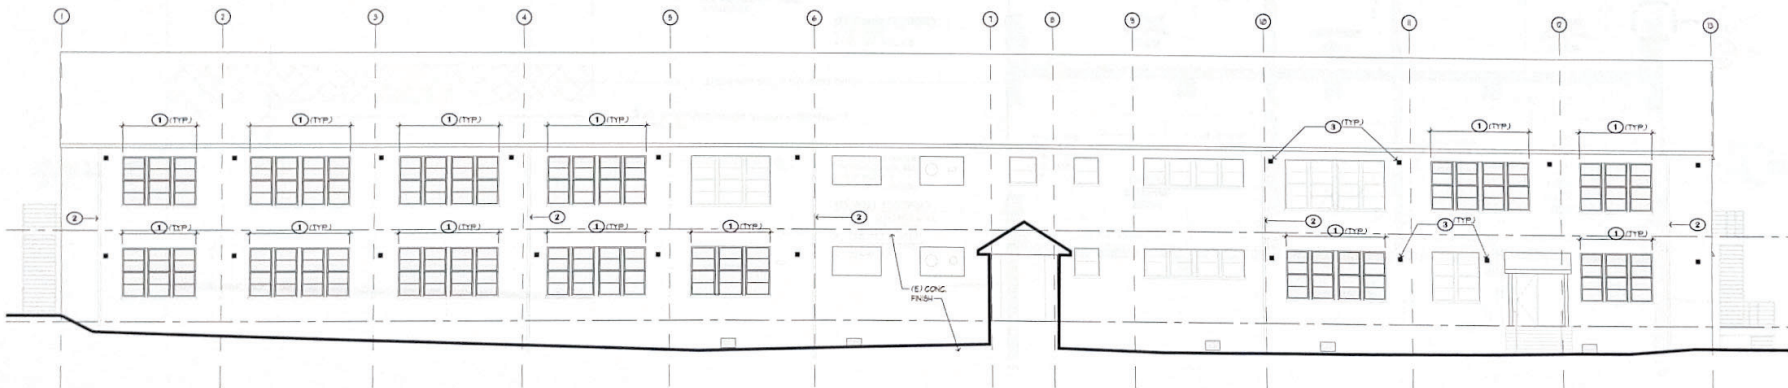 1 2 3 4 5 6 7 8 9 10 11 12 13
1 (TYP.) 1 (TYP.) 1 (TYP.) 1 (TYP.) 3 (TYP.) 1 (TYP.) 1 (TYP.)
2 2 2 2 2
1 (TYP.) 1 (TYP.) 1 (TYP.) 1 (TYP.) 1 (TYP.) 1 (TYP.) 3 (TYP.) 1 (TYP.)
(E) CONC.
FINISH